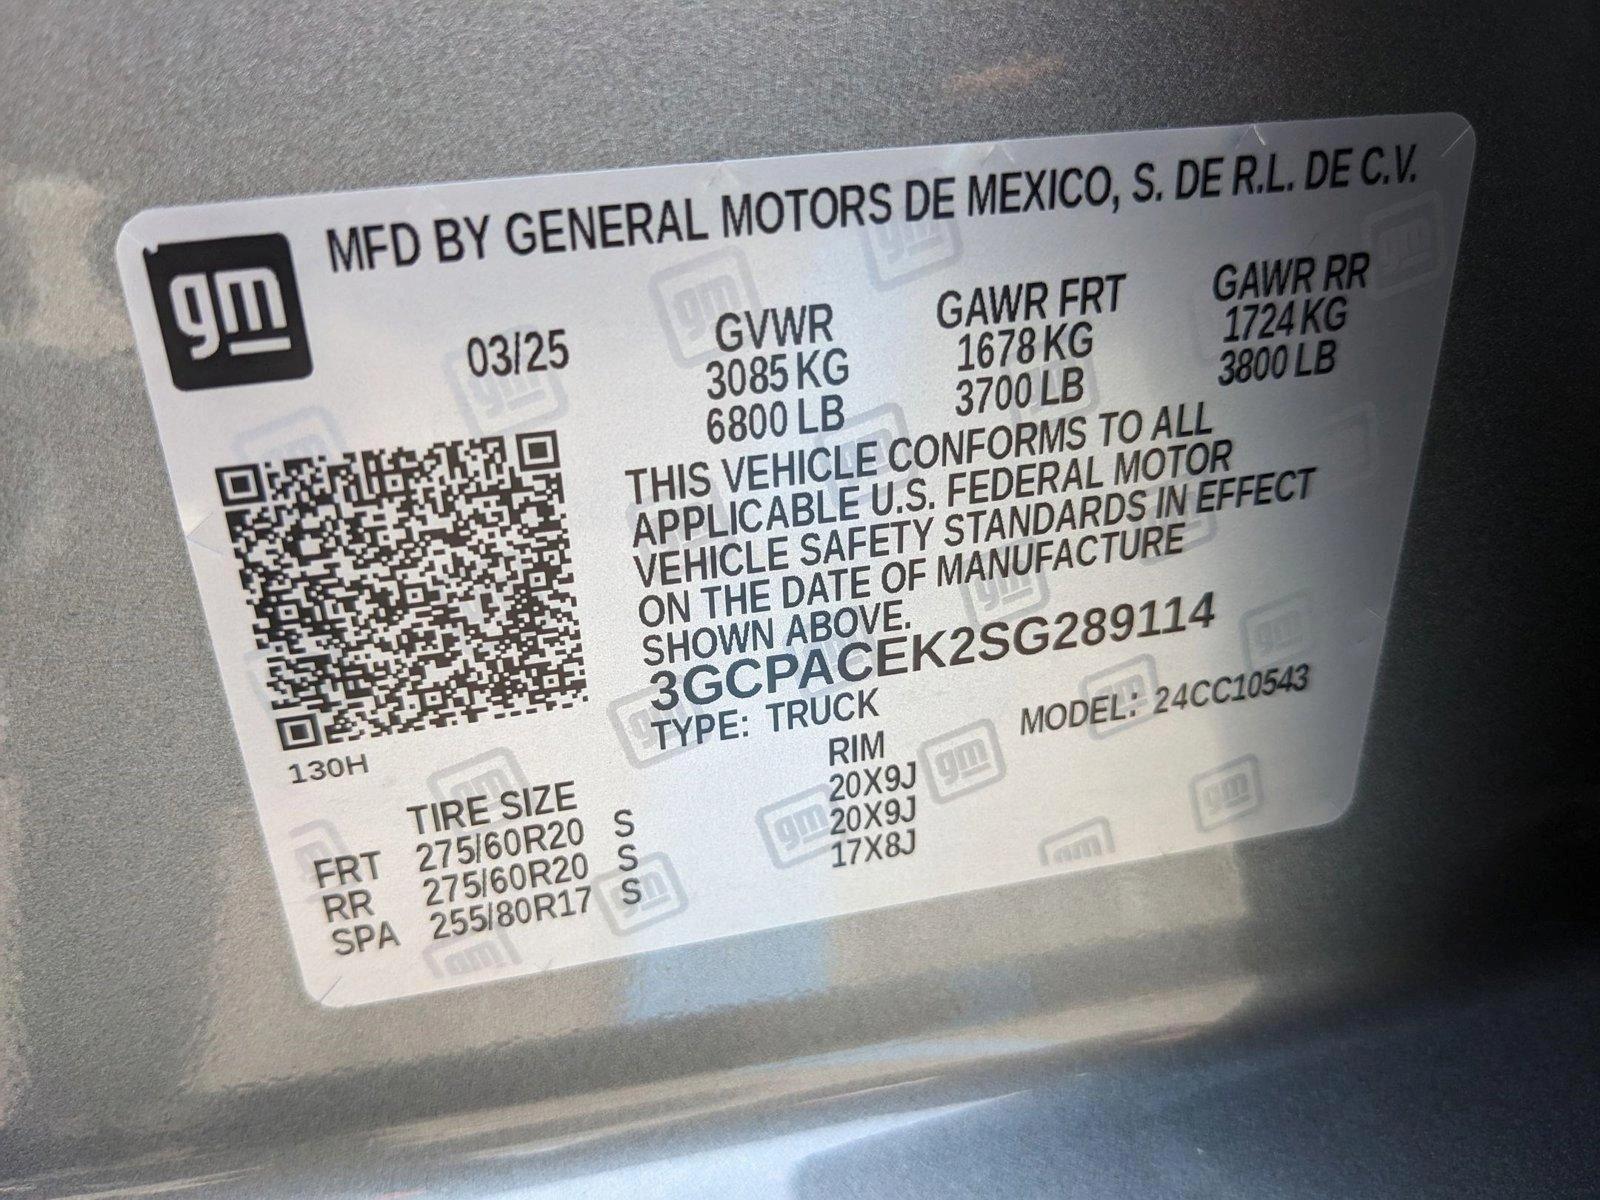 gm
MFD BY GENERAL MOTORS DE MEXICO, S. DE R.L. DE C.V.
03/25
GVWR
3085 KG
6800 LB
GAWR FRT
1678 KG
3700 LB
GAWR RR
1724 KG
3800 LB
THIS VEHICLE CONFORMS TO ALL
APPLICABLE U.S. FEDERAL MOTOR
VEHICLE SAFETY STANDARDS IN EFFECT
ON THE DATE OF MANUFACTURE
SHOWN ABOVE.
3GCPACEK2SG289114
TYPE: TRUCK
MODEL: 24CC10543
130H
TIRE SIZE
RIM
FRT 275/60R20 S 20X9J
RR 275/60R20 S 20X9J
SPA 255/80R17 S 17X8J